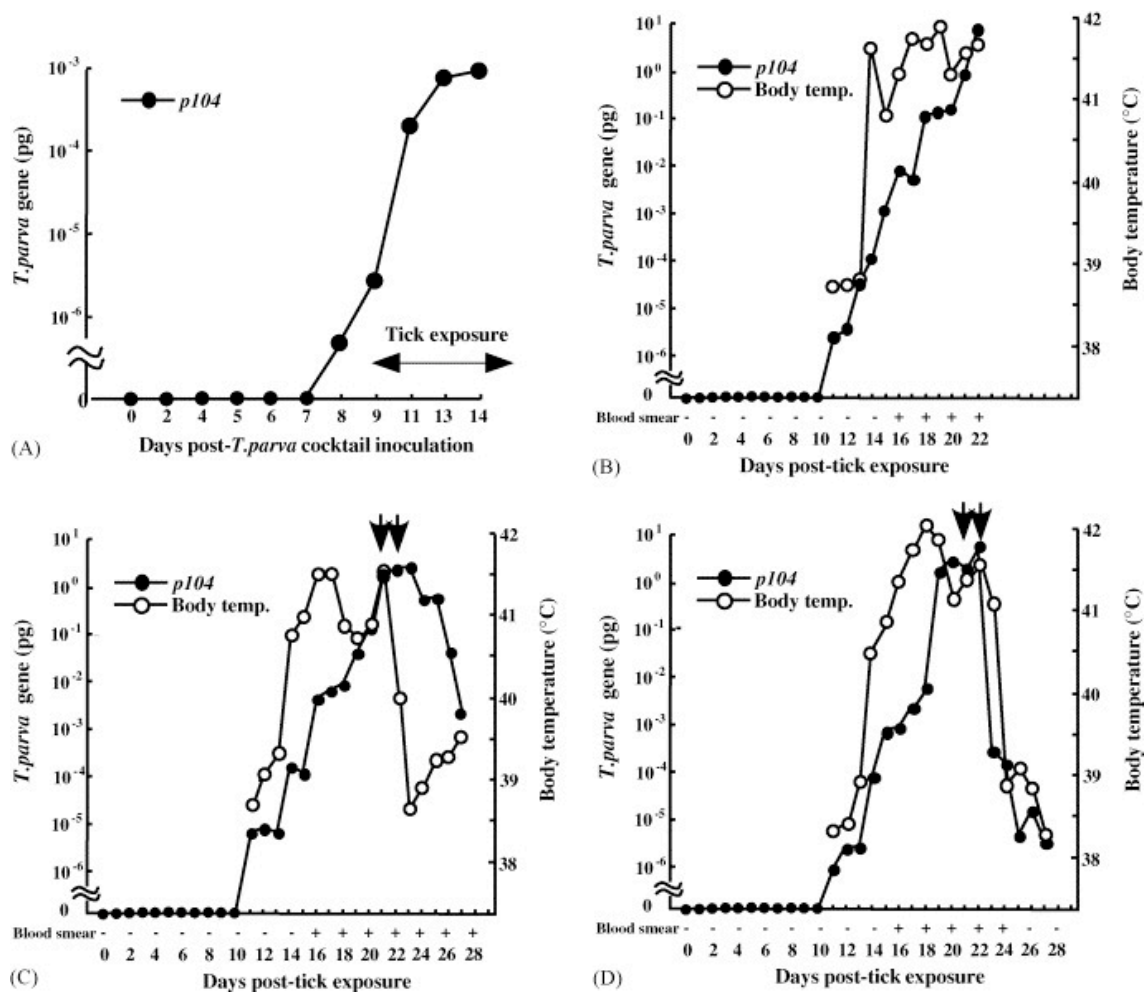 10^-3
10^-4
10^-5
10^-6
0
T.parva gene (pg)
p104
Tick exposure
0 2 4 5 6 7 8 9 11 13 14
Days post-T.parva cocktail inoculation
(A)
10^1
10^0
10^-1
10^-2
10^-3
10^-4
10^-5
10^-6
0
T.parva gene (pg)
p104
Body temp.
42
41
40
39
38
Body temperature (°C)
Blood smear - - - - - - - - + + + +
0 2 4 6 8 10 12 14 16 18 20 22
Days post-tick exposure
(B)
10^1
10^0
10^-1
10^-2
10^-3
10^-4
10^-5
10^-6
0
T.parva gene (pg)
p104
Body temp.
42
41
40
39
38
Body temperature (°C)
Blood smear - - - - - - - - + + + + + + +
0 2 4 6 8 10 12 14 16 18 20 22 24 26 28
Days post-tick exposure
(C)
10^1
10^0
10^-1
10^-2
10^-3
10^-4
10^-5
10^-6
0
T.parva gene (pg)
p104
Body temp.
42
41
40
39
38
Body temperature (°C)
Blood smear - - - - - - - - + + + + + - -
0 2 4 6 8 10 12 14 16 18 20 22 24 26 28
Days post-tick exposure
(D)